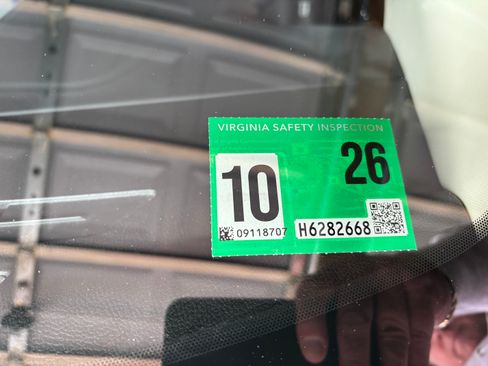 VIRGINIA SAFETY INSPECTION
10
26
09118707
H6282668